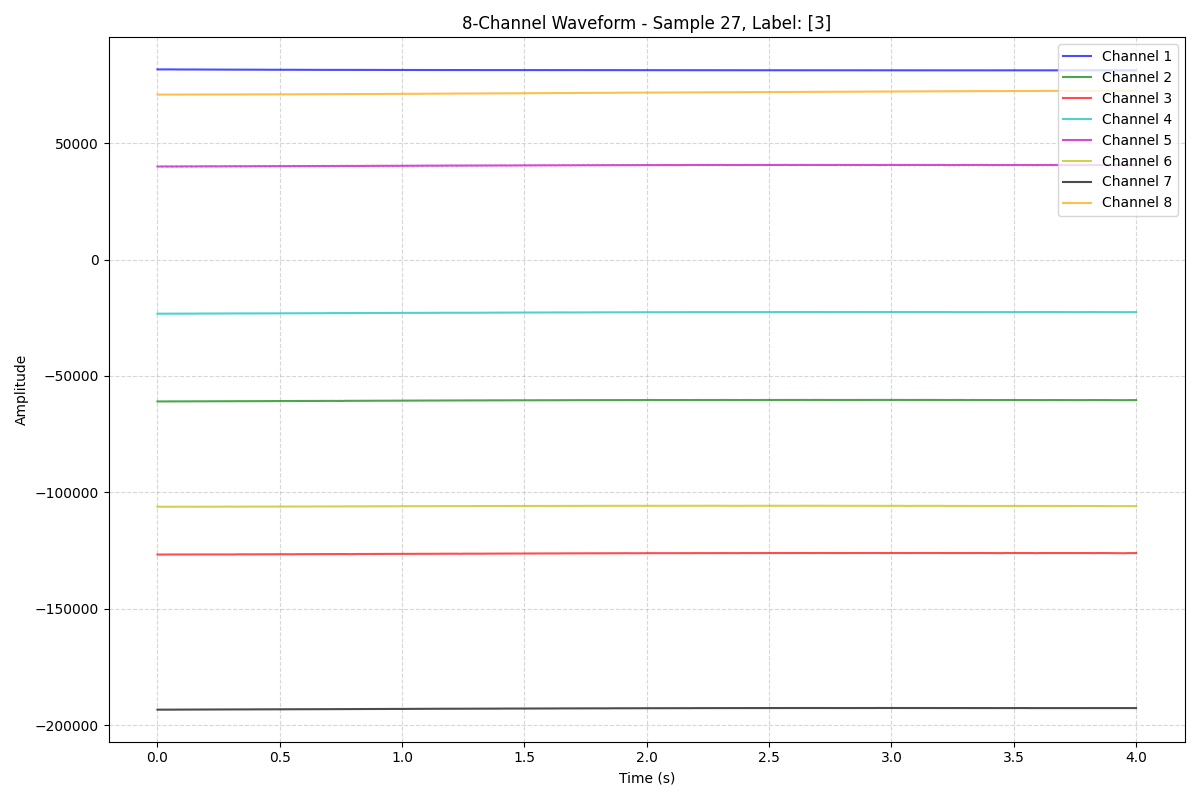 8-Channel Waveform - Sample 27, Label: [3]
Channel 1
Channel 2
Channel 3
Channel 4
Channel 5
Channel 6
Channel 7
Channel 8
50000
0
−50000
−100000
−150000
−200000
Amplitude
0.0 0.5 1.0 1.5 2.0 2.5 3.0 3.5 4.0
Time (s)